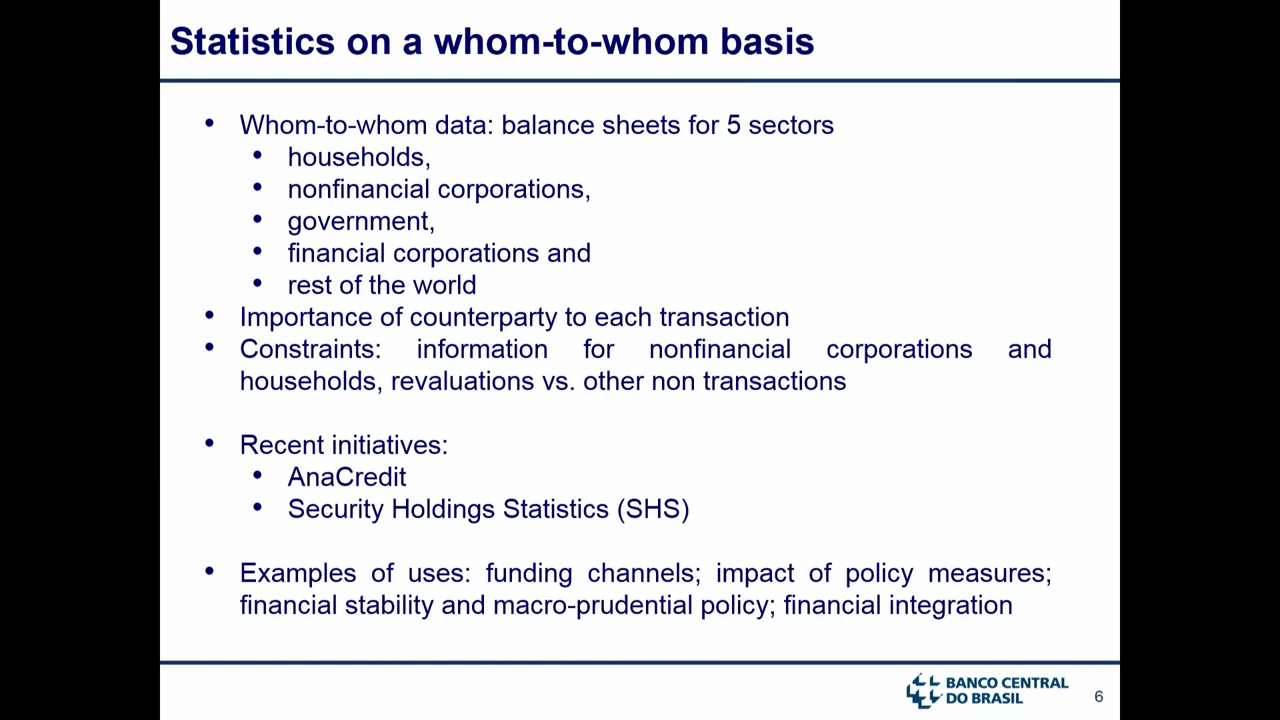 Statistics on a whom-to-whom basis
• Whom-to-whom data: balance sheets for 5 sectors
• households,
• nonfinancial corporations,
• government,
• financial corporations and
• rest of the world
• Importance of counterparty to each transaction
• Constraints: information for nonfinancial corporations and
households, revaluations vs. other non transactions
• Recent initiatives:
• AnaCredit
• Security Holdings Statistics (SHS)
• Examples of uses: funding channels; impact of policy measures;
financial stability and macro-prudential policy; financial integration
BANCO CENTRAL
DO BRASIL
6